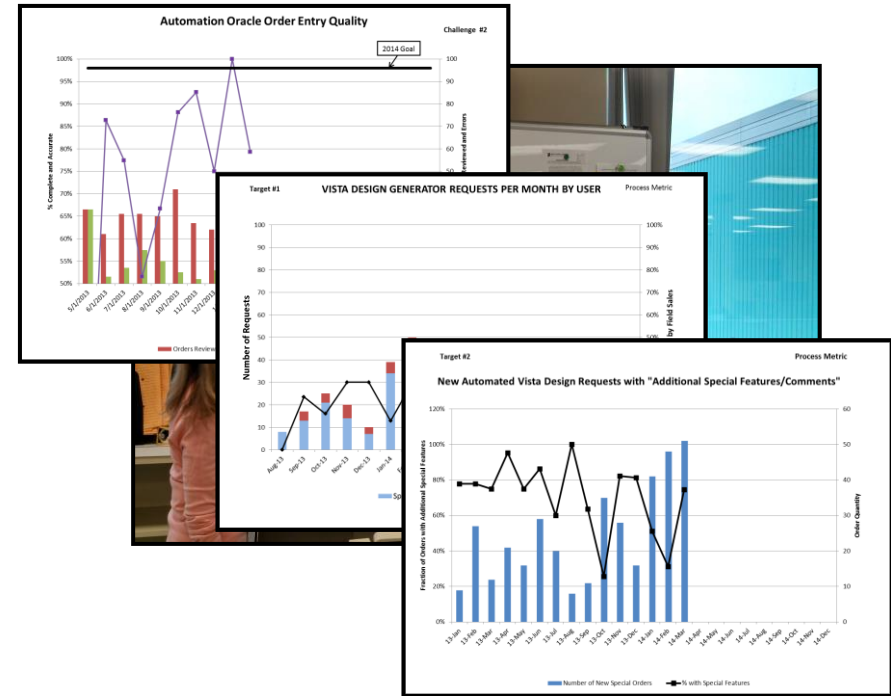 Automation Oracle Order Entry Quality
Challenge #2
2014 Goal
100%
95%
90%
85%
80%
75%
70%
65%
60%
55%
50%
% Complete and Accurate
100
90
80
70
60
50
Reviewed and Errors
5/1/2013
6/1/2013
7/1/2013
8/1/2013
9/1/2013
10/1/2013
11/1/2013
12/1/2013
Orders Review
Target #1
VISTA DESIGN GENERATOR REQUESTS PER MONTH BY USER
Process Metric
100
90
80
70
60
50
40
30
20
10
0
Number of Requests
100%
90%
80%
70%
60%
50%
by Field Sales
Aug-13
Sep-13
Oct-13
Nov-13
Dec-13
Jan-14
Sp
Target #2
Process Metric
New Automated Vista Design Requests with "Additional Special Features/Comments"
120%
100%
80%
60%
40%
20%
0%
Fraction of Orders with Additional Special Features
60
50
40
30
20
10
0
Order Quantity
13-Jan
13-Feb
13-Mar
13-Apr
13-May
13-Jun
13-Jul
13-Aug
13-Sep
13-Oct
13-Nov
13-Dec
14-Jan
14-Feb
14-Mar
14-Apr
14-May
14-Jun
14-Jul
14-Aug
14-Sep
14-Oct
14-Nov
14-Dec
Number of New Special Orders
% with Special Features